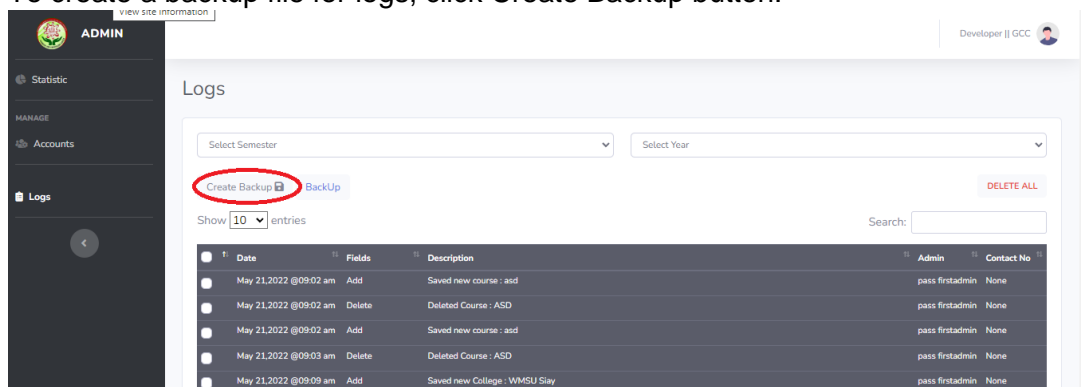 To create a backup file for logs, click Create Backup button.
View site information
ADMIN
Developer || GCC
Statistic
Logs
MANAGE
Accounts
Select Semester
Select Year
Logs
Create Backup
BackUp
DELETE ALL
Show 10 entries
Search:
Date Fields Description Admin Contact No
May 21,2022 @09:02 am Add Saved new course : asd pass firstadmin None
May 21,2022 @09:02 am Delete Deleted Course : ASD pass firstadmin None
May 21,2022 @09:02 am Add Saved new course : asd pass firstadmin None
May 21,2022 @09:03 am Delete Deleted Course : ASD pass firstadmin None
May 21,2022 @09:09 am Add Saved new College : WMSU Siay pass firstadmin None